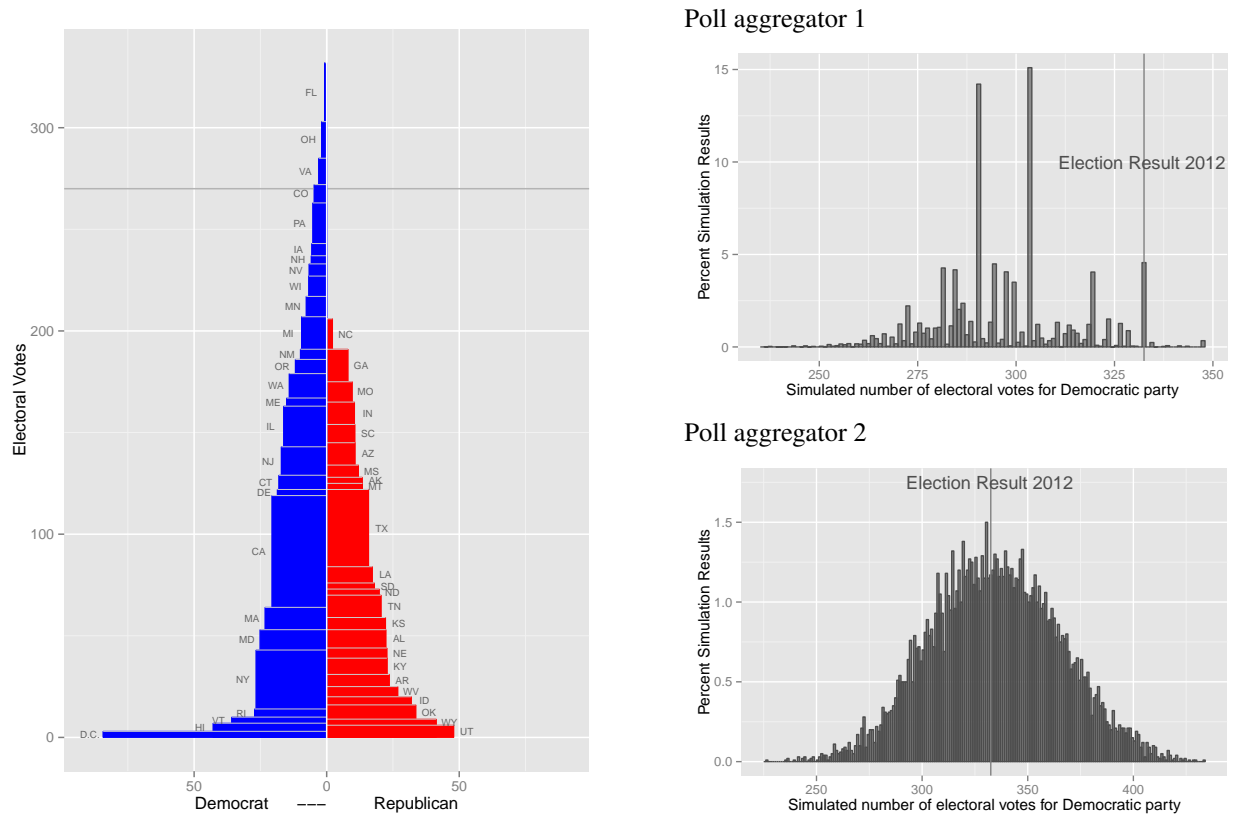 Electoral Votes
300
200
100
0
FL
OH
VA
CO
PA
IA
NH
NV
WI
MN
MI
NM
OR
WA
ME
IL
NJ
CT
DE
CA
MA
MD
NY
RI
VT
HI
D.C.
NC
GA
MO
IN
SC
AZ
MS
AK
MT
TX
LA
SD
ND
TN
KS
AL
NE
KY
AR
WV
ID
OK
WY
UT
50 0 50
Democrat --- Republican
Poll aggregator 1
Percent Simulation Results
15
10
5
0
Election Result 2012
250 275 300 325 350
Simulated number of electoral votes for Democratic party
Poll aggregator 2
Percent Simulation Results
1.5
1.0
0.5
0.0
Election Result 2012
250 300 350 400
Simulated number of electoral votes for Democratic party